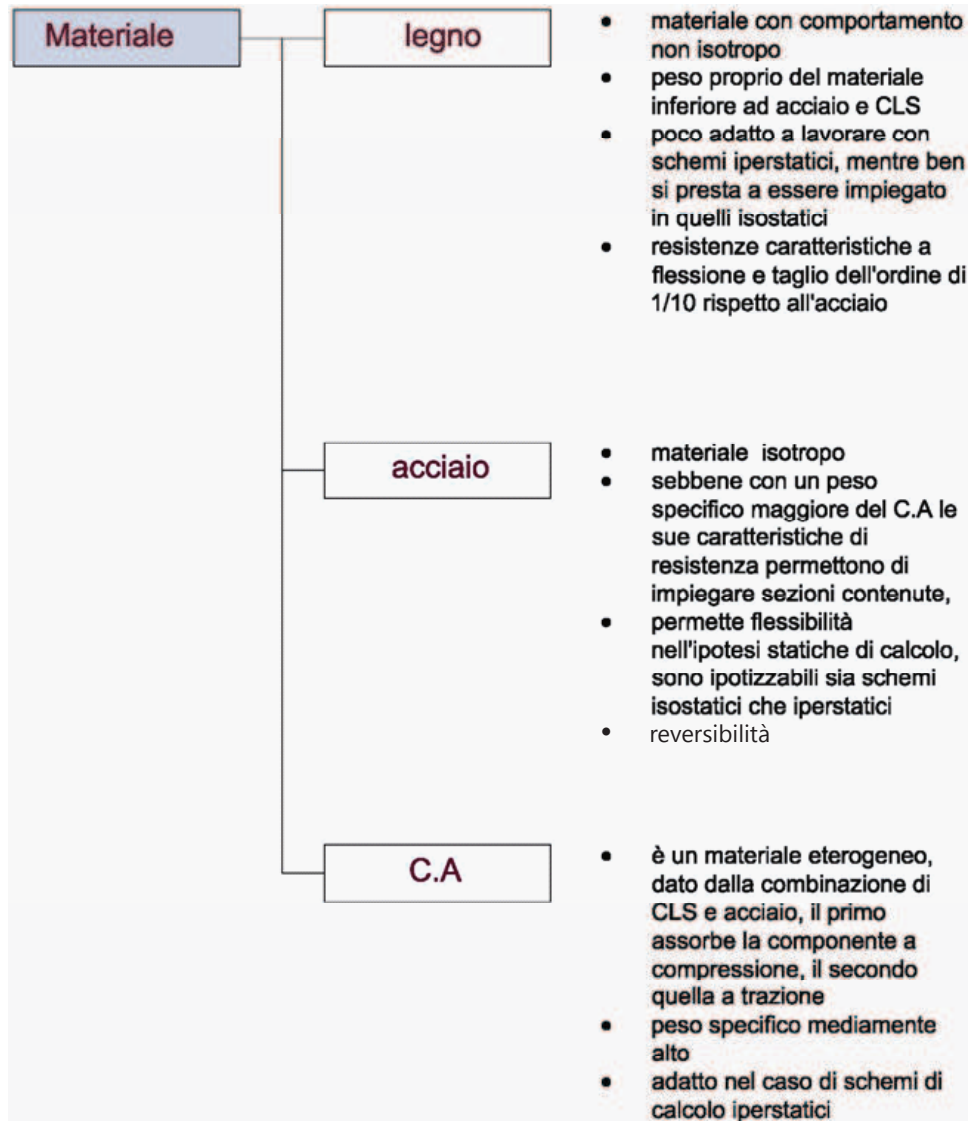 Materiale
legno
• materiale con comportamento
non isotropo
• peso proprio del materiale
inferiore ad acciaio e CLS
• poco adatto a lavorare con
schemi iperstatici, mentre ben
si presta a essere impiegato
in quelli isostatici
• resistenze caratteristiche a
flessione e taglio dell'ordine di
1/10 rispetto all'acciaio
acciaio
• materiale isotropo
• sebbene con un peso
specifico maggiore del C.A le
sue caratteristiche di
resistenza permettono di
impiegare sezioni contenute,
• permette flessibilità
nell'ipotesi statiche di calcolo,
sono ipotizzabili sia schemi
isostatici che iperstatici
• reversibilità
C.A
• è un materiale eterogeneo,
dato dalla combinazione di
CLS e acciaio, il primo
assorbe la componente a
compressione, il secondo
quella a trazione
• peso specifico mediamente
alto
• adatto nel caso di schemi di
calcolo iperstatici